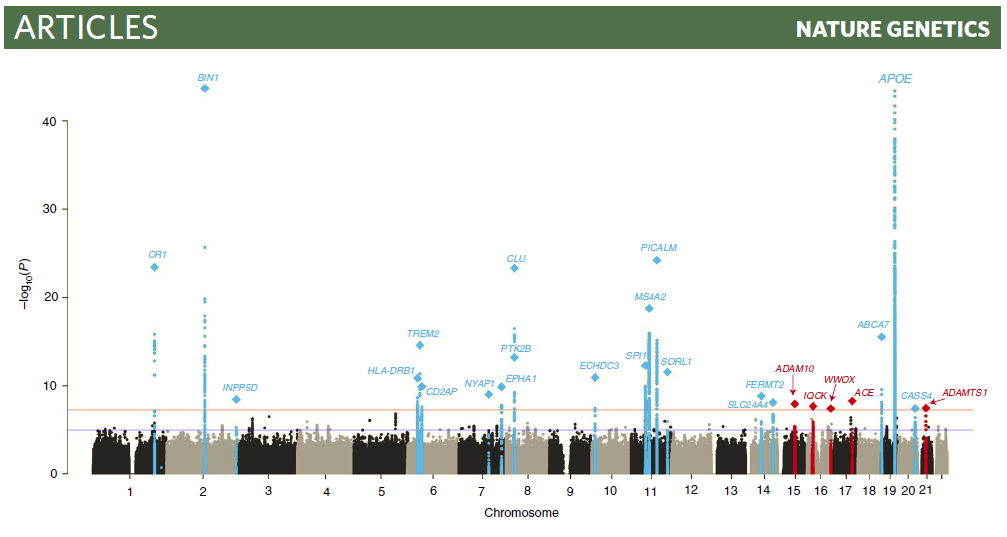 ARTICLES
NATURE GENETICS
BIN1
APOE
40
30
CR1
PICALM
CLU
–log10(P)
20
MS4A2
TREM2
ABCA7
PTK2B
SPI1
SORL1
HLA-DRB1
ECHDC3
ADAM10
10
INPP5D
CD2AP
NYAP1
EPHA1
FERMT2
WWOX
SLC24A4
IQCK
ACE
CASS4
ADAMTS1
0
1 2 3 4 5 6 7 8 9 10 11 12 13 14 15 16 17 18 19 20 21
Chromosome